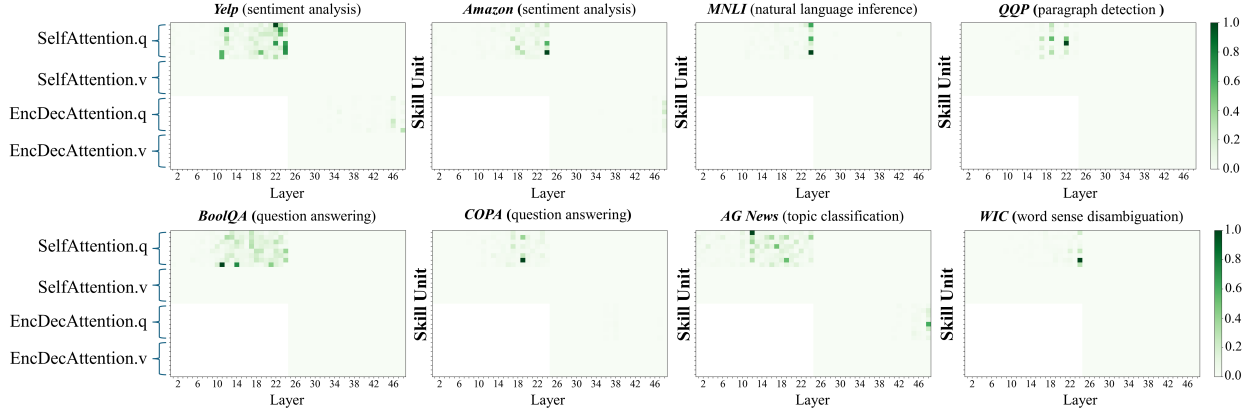 Yelp (sentiment analysis)
Amazon (sentiment analysis)
MNLI (natural language inference)
QQP (paragraph detection )
SelfAttention.q
SelfAttention.v
EncDecAttention.q
EncDecAttention.v
Skill Unit
Skill Unit
Skill Unit
1.0
0.8
0.6
0.4
0.2
0.0
2 6 10 14 18 22 26 30 34 38 42 46
2 6 10 14 18 22 26 30 34 38 42 46
2 6 10 14 18 22 26 30 34 38 42 46
2 6 10 14 18 22 26 30 34 38 42 46
Layer
Layer
Layer
Layer
BoolQA (question answering)
COPA (question answering)
AG News (topic classification)
WIC (word sense disambiguation)
SelfAttention.q
SelfAttention.v
EncDecAttention.q
EncDecAttention.v
Skill Unit
Skill Unit
Skill Unit
1.0
0.8
0.6
0.4
0.2
0.0
2 6 10 14 18 22 26 30 34 38 42 46
2 6 10 14 18 22 26 30 34 38 42 46
2 6 10 14 18 22 26 30 34 38 42 46
2 6 10 14 18 22 26 30 34 38 42 46
Layer
Layer
Layer
Layer